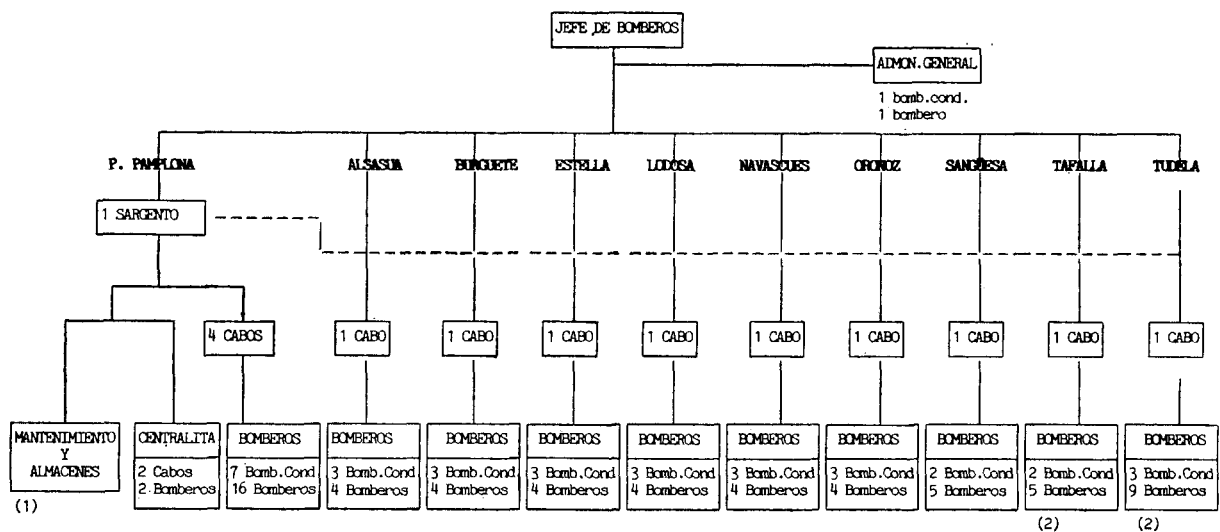 JEFE DE BOMBEROS
ADMON.GENERAL
1 bomb.cond.
1 bombero
P. PAMPLONA ALSASUA BURGUETE ESTELLA LODOSA NAVASCUES ORONOZ SANGÜESA TAFALLA TUDELA
1 SARGENTO
4 CABOS 1 CABO 1 CABO 1 CABO 1 CABO 1 CABO 1 CABO 1 CABO 1 CABO 1 CABO
MANTENIMIENTO
Y
ALMACENES
(1)
CENTRALITA
2 Cabos
2 Bomberos
BOMBEROS
7 Bomb.Cond
16 Bomberos
BOMBEROS
3 Bomb.Cond
4 Bomberos
BOMBEROS
3 Bomb.Cond
4 Bomberos
BOMBEROS
3 Bomb.Cond
4 Bomberos
BOMBEROS
3 Bomb.Cond
4 Bomberos
BOMBEROS
3 Bomb.Cond
4 Bomberos
BOMBEROS
3 Bomb.Cond
4 Bomberos
BOMBEROS
2 Bomb.Cond
5 Bomberos
BOMBEROS
2 Bomb.Cond
5 Bomberos
(2)
BOMBEROS
3 Bomb.Cond
9 Bomberos
(2)